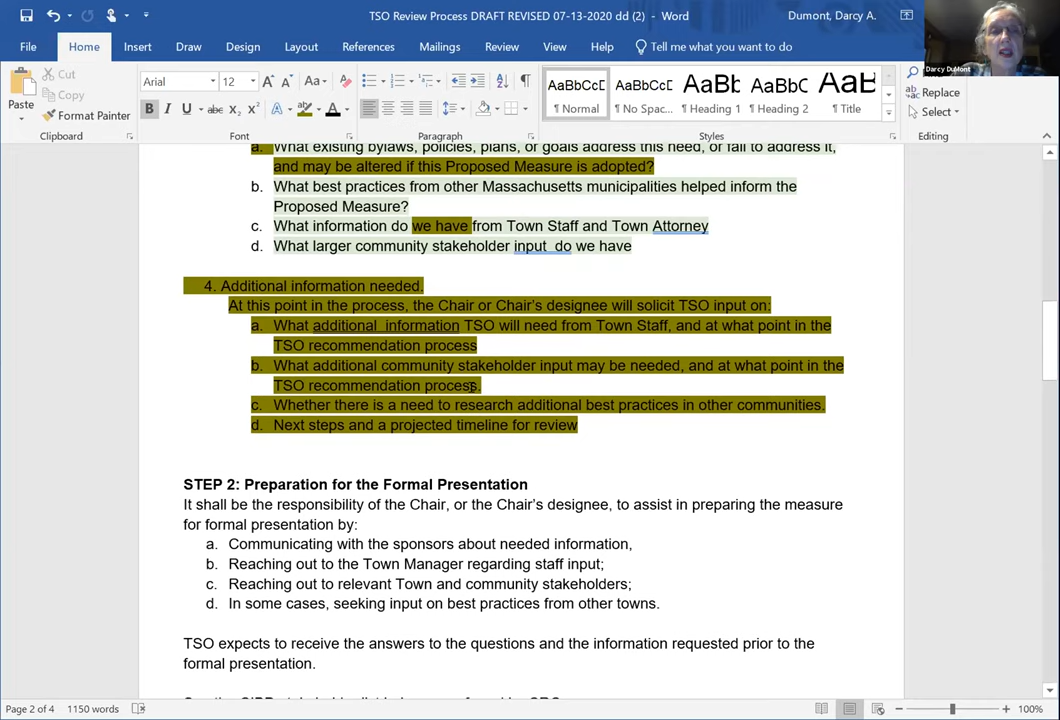 TSO Review Process DRAFT REVISED 07-13-2020 dd (2) - Word
Dumont, Darcy A.
File Home Insert Draw Design Layout References Mailings Review View Help Tell me what you want to do
Darcy DuMont
Paste
Cut
Copy
Format Painter
Clipboard
Arial 12
Font
Paragraph
AaBbCcD AaBbCcD AaBb AaBbC AaB
¶ Normal ¶ No Spac... ¶ Heading 1 ¶ Heading 2 ¶ Title
Styles
Replace
Select
Editing
a. What existing bylaws, policies, plans, or goals address this need, or fail to address it,
and may be altered if this Proposed Measure is adopted?
b. What best practices from other Massachusetts municipalities helped inform the
Proposed Measure?
c. What information do we have from Town Staff and Town Attorney
d. What larger community stakeholder input do we have
4. Additional information needed.
At this point in the process, the Chair or Chair's designee will solicit TSO input on:
a. What additional information TSO will need from Town Staff, and at what point in the
TSO recommendation process
b. What additional community stakeholder input may be needed, and at what point in the
TSO recommendation process.
c. Whether there is a need to research additional best practices in other communities.
d. Next steps and a projected timeline for review
STEP 2: Preparation for the Formal Presentation
It shall be the responsibility of the Chair, or the Chair's designee, to assist in preparing the measure
for formal presentation by:
a. Communicating with the sponsors about needed information,
b. Reaching out to the Town Manager regarding staff input;
c. Reaching out to relevant Town and community stakeholders;
d. In some cases, seeking input on best practices from other towns.
TSO expects to receive the answers to the questions and the information requested prior to the
formal presentation.
Page 2 of 4 1150 words
100%